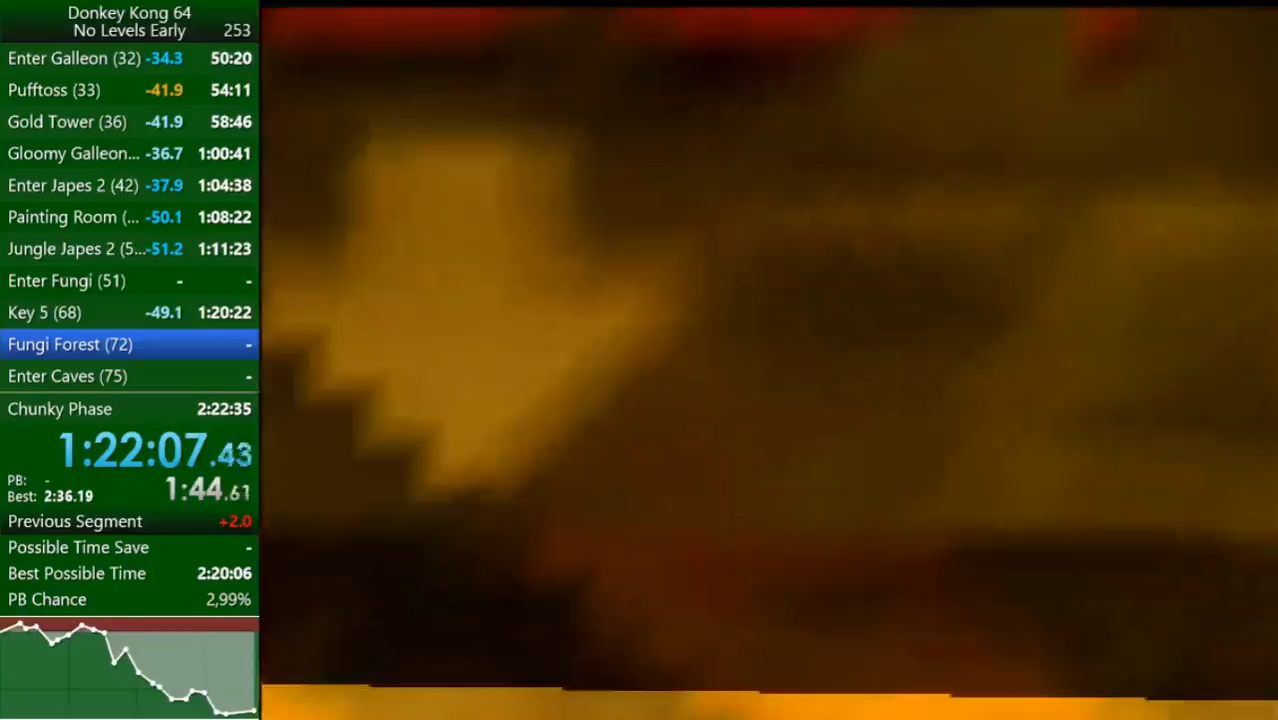 Donkey Kong 64
No Levels Early 253
Enter Galleon (32) -34.3 50:20
Pufftoss (33) -41.9 54:11
Gold Tower (36) -41.9 58:46
Gloomy Galleon... -36.7 1:00:41
Enter Japes 2 (42) -37.9 1:04:38
Painting Room (... -50.1 1:08:22
Jungle Japes 2 (5... -51.2 1:11:23
Enter Fungi (51) - -
Key 5 (68) -49.1 1:20:22
Fungi Forest (72) -
Enter Caves (75) -
Chunky Phase 2:22:35
1:22:07.43
PB: -
Best: 2:36.19 1:44.61
Previous Segment +2.0
Possible Time Save -
Best Possible Time 2:20:06
PB Chance 2,99%